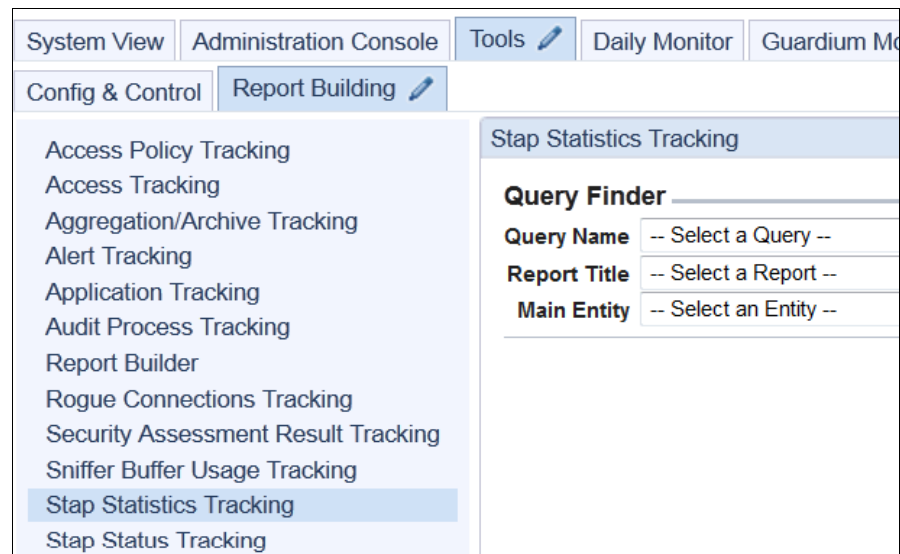 System View Administration Console Tools Daily Monitor Guardium Mo
Config & Control Report Building
Access Policy Tracking
Access Tracking
Aggregation/Archive Tracking
Alert Tracking
Application Tracking
Audit Process Tracking
Report Builder
Rogue Connections Tracking
Security Assessment Result Tracking
Sniffer Buffer Usage Tracking
Stap Statistics Tracking
Stap Status Tracking
Stap Statistics Tracking
Query Finder
Query Name -- Select a Query --
Report Title -- Select a Report --
Main Entity -- Select an Entity --